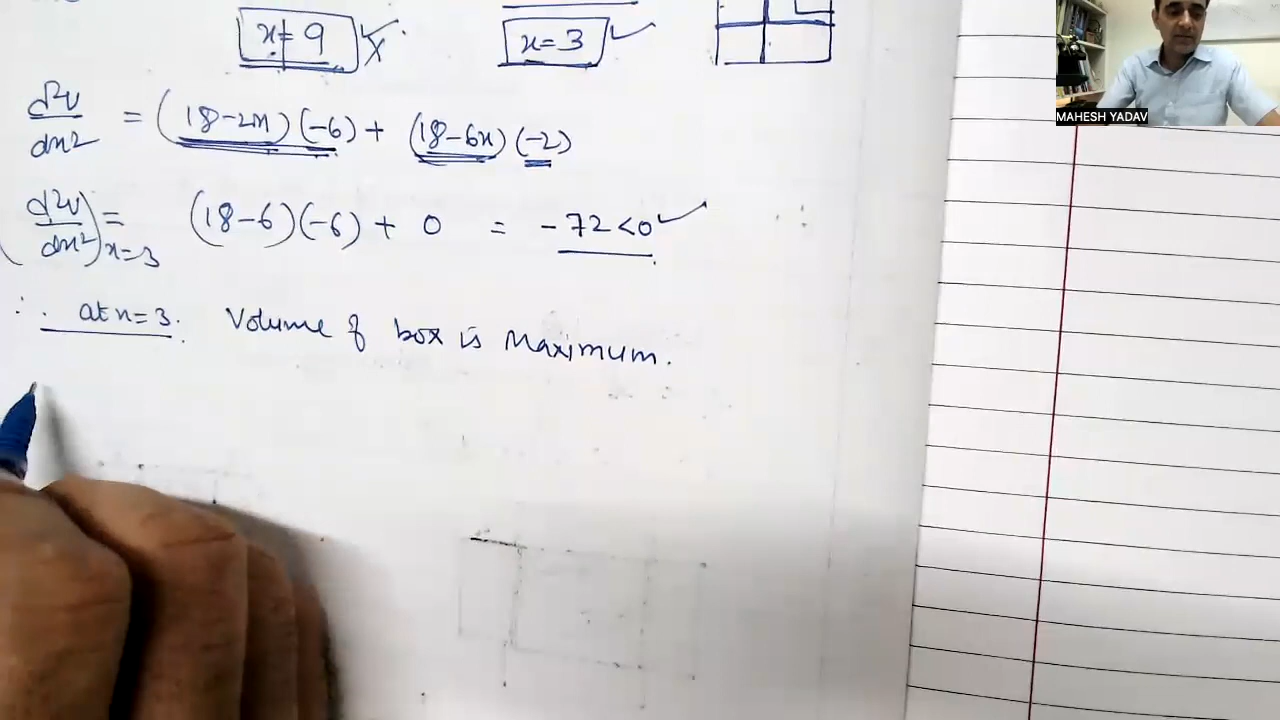 x = 9 x = 3
MAHESH YADAV
d²v/dx² = (18-2x)(-6) + (18-6x)(-2)
(d²v/dx²)x=3 = (18-6)(-6) + 0 = -72 < 0
∴ at x = 3. Volume of box is Maximum.